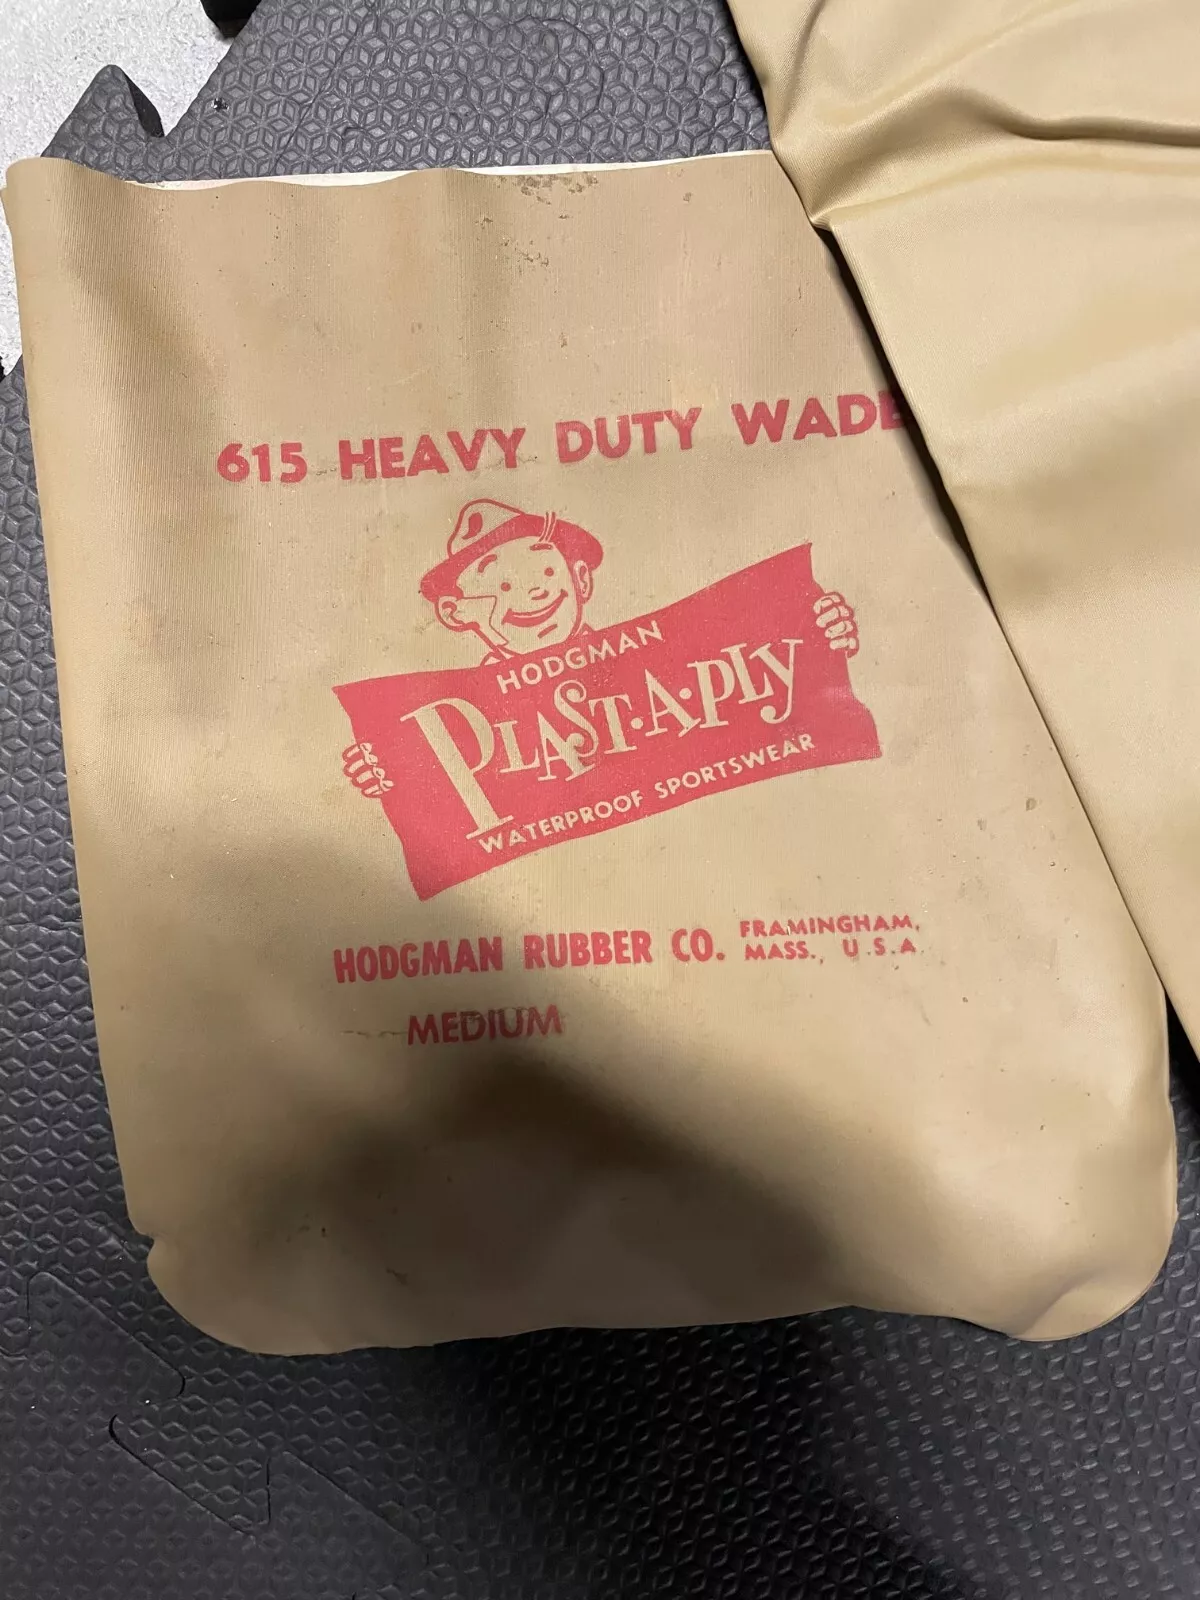 615 HEAVY DUTY WADE
HODGMAN
PLAST·A·PLY
WATERPROOF SPORTSWEAR
HODGMAN RUBBER CO. FRAMINGHAM,
MASS., U.S.A.
MEDIUM